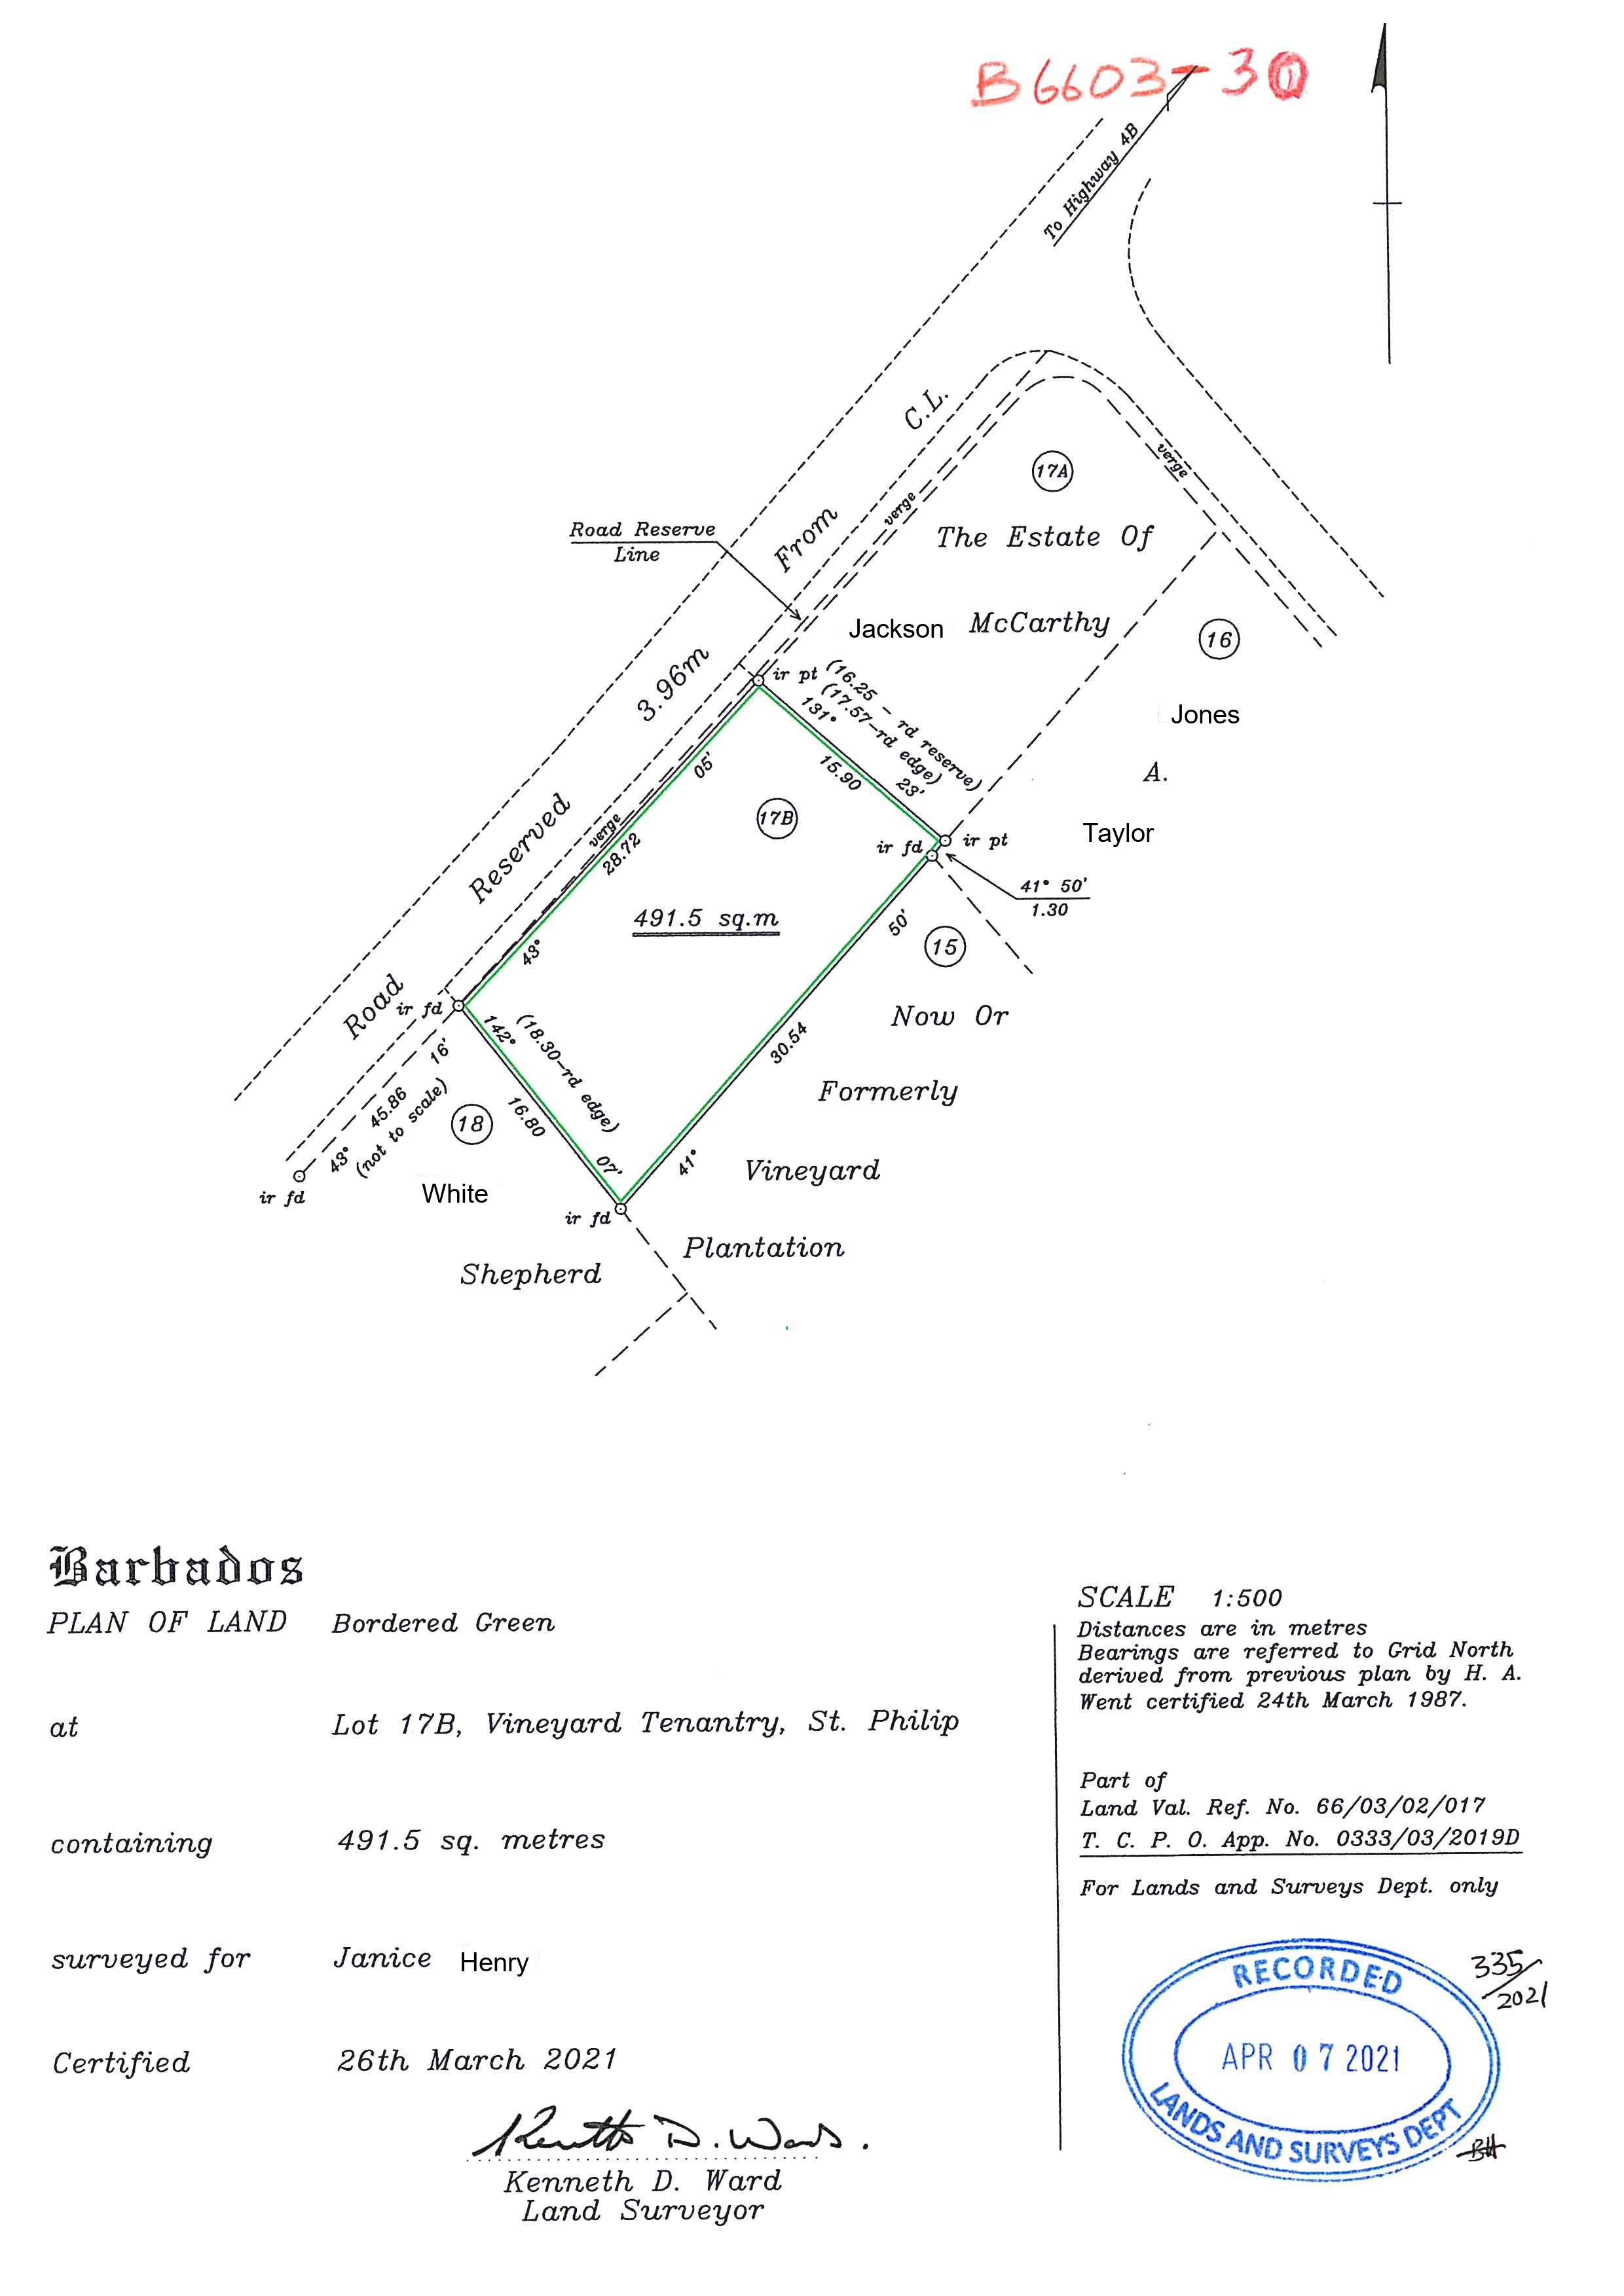 B6603-30
To Highway 4B
C.L.
From
3.96m
Reserved
Road
Road Reserve
Line
verge
verge
verge
17A
The Estate Of
Jackson McCarthy
16
Jones
A.
Taylor
ir pt
(16.25 - rd reserve)
(17.57-rd edge)
131° 23'
15.90
05'
28.72
43°
17B
491.5 sq.m
ir fd
ir pt
41° 50'
1.30
50'
30.54
41°
15
Now Or
Formerly
Vineyard
Plantation
ir fd
142° 07'
(18.30-rd edge)
16.80
16'
45.86
43°
(not to scale)
ir fd
18
White
Shepherd
ir fd
Barbados
PLAN OF LAND Bordered Green
at Lot 17B, Vineyard Tenantry, St. Philip
containing 491.5 sq. metres
surveyed for Janice Henry
Certified 26th March 2021
Kenneth D. Ward.
Kenneth D. Ward
Land Surveyor
SCALE 1:500
Distances are in metres
Bearings are referred to Grid North
derived from previous plan by H. A.
Went certified 24th March 1987.
Part of
Land Val. Ref. No. 66/03/02/017
T. C. P. O. App. No. 0333/03/2019D
For Lands and Surveys Dept. only
335/2021
RECORDED
APR 07 2021
LANDS AND SURVEYS DEPT
BH